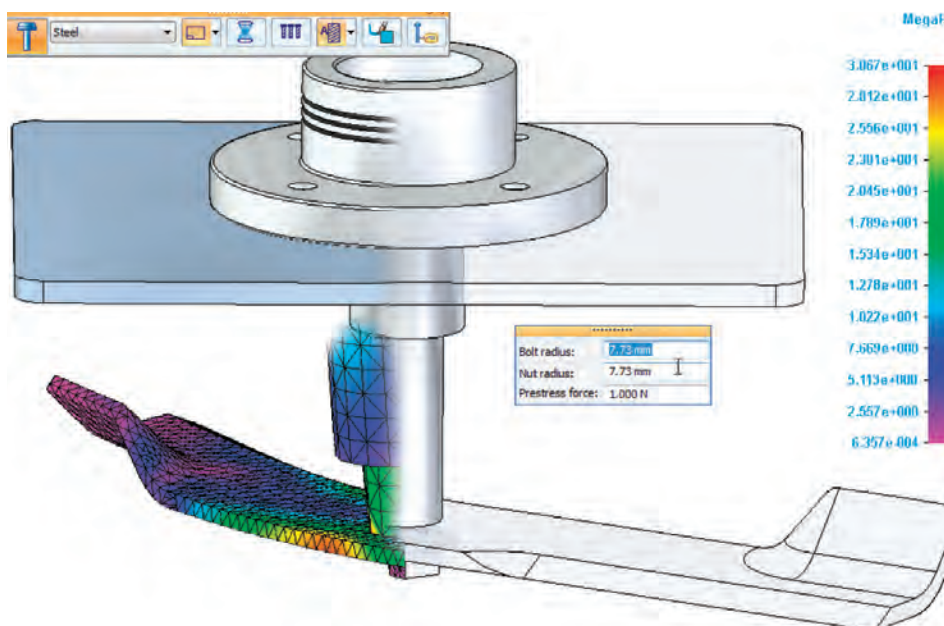 Steel
MegaP
3.067e+001
2.812e+001
2.556e+001
2.301e+001
2.045e+001
1.789e+001
1.534e+001
1.278e+001
1.022e+001
7.669e+000
5.113e+000
2.557e+000
6.357e-004
Bolt radius: 7.73 mm
Nut radius: 7.73 mm
Prestress force: 1.000 N